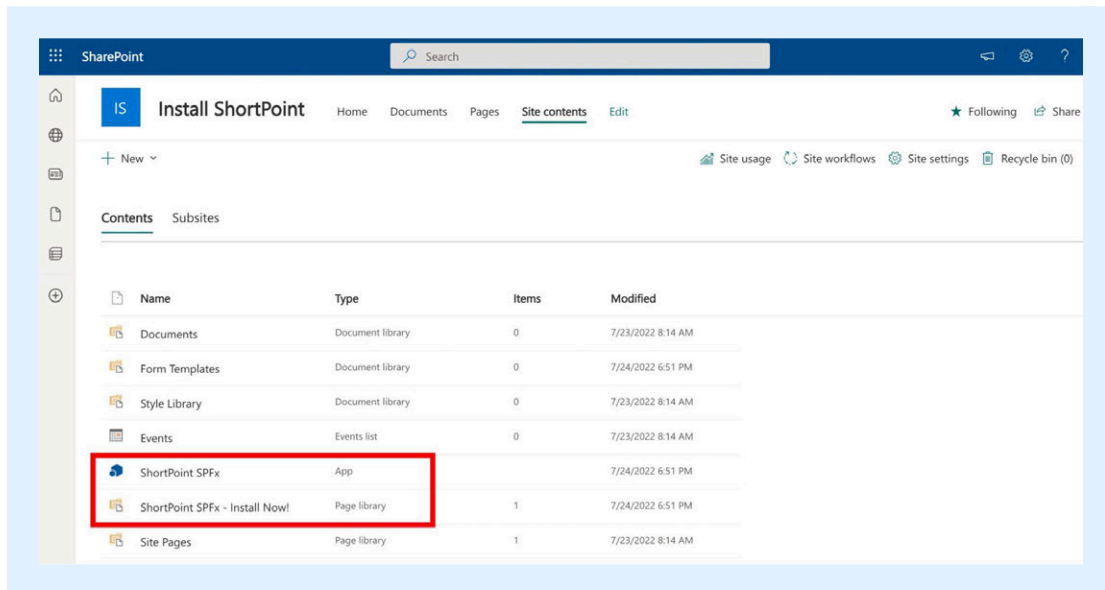 SharePoint
Search
IS
Install ShortPoint
Home Documents Pages Site contents Edit
Following Share
New
Site usage Site workflows Site settings Recycle bin (0)
Contents Subsites
Name Type Items Modified
Documents Document library 0 7/23/2022 8:14 AM
Form Templates Document library 0 7/24/2022 6:51 PM
Style Library Document library 0 7/23/2022 8:14 AM
Events Events list 0 7/23/2022 8:14 AM
ShortPoint SPFx App 7/24/2022 6:51 PM
ShortPoint SPFx - Install Now! Page library 1 7/24/2022 6:51 PM
Site Pages Page library 1 7/23/2022 8:14 AM